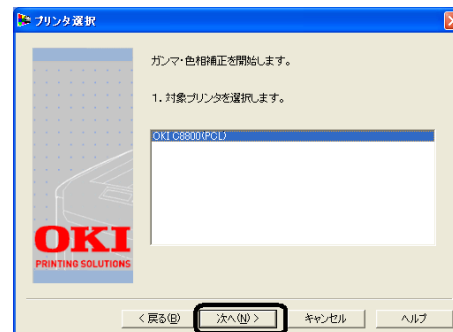 プリンタ選択
ガンマ・色相補正を開始します。
1. 対象プリンタを選択します。
OKI C8800(PCL)
OKI
PRINTING SOLUTIONS
< 戻る(B)
次へ(N) >
キャンセル
ヘルプ